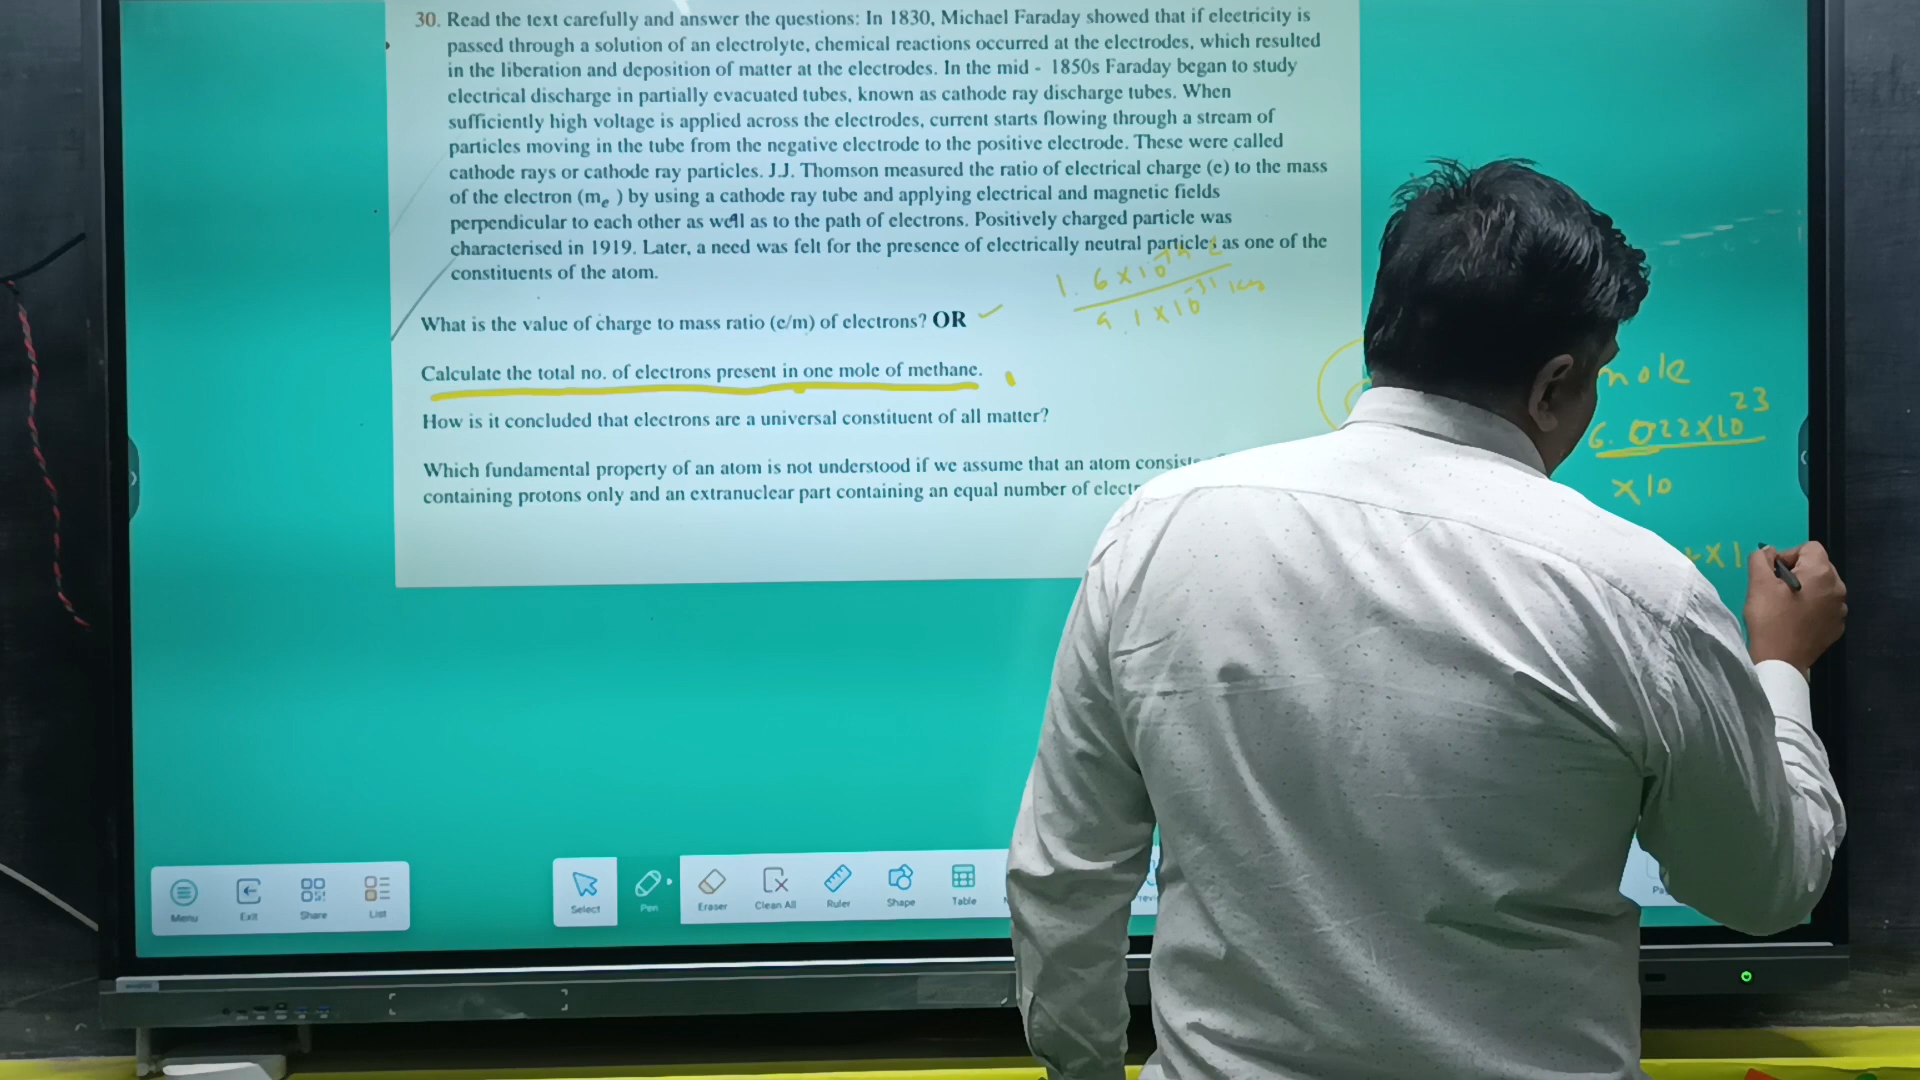 30. Read the text carefully and answer the questions: In 1830, Michael Faraday showed that if electricity is
passed through a solution of an electrolyte, chemical reactions occurred at the electrodes, which resulted
in the liberation and deposition of matter at the electrodes. In the mid - 1850s Faraday began to study
electrical discharge in partially evacuated tubes, known as cathode ray discharge tubes. When
sufficiently high voltage is applied across the electrodes, current starts flowing through a stream of
particles moving in the tube from the negative electrode to the positive electrode. These were called
cathode rays or cathode ray particles. J.J. Thomson measured the ratio of electrical charge (e) to the mass
of the electron (mₑ ) by using a cathode ray tube and applying electrical and magnetic fields
perpendicular to each other as well as to the path of electrons. Positively charged particle was
characterised in 1919. Later, a need was felt for the presence of electrically neutral particles as one of the
constituents of the atom.
1.6×10
9.1×10⁻³¹ kg
What is the value of charge to mass ratio (e/m) of electrons? OR
Calculate the total no. of electrons present in one mole of methane.
mole
6.022×10²³
×10
×1
How is it concluded that electrons are a universal constituent of all matter?
Which fundamental property of an atom is not understood if we assume that an atom
containing protons only and an extranuclear part containing an equal number of
Menu
Exit
Share
List
Select
Pen
Eraser
Clean All
Ruler
Shape
Table